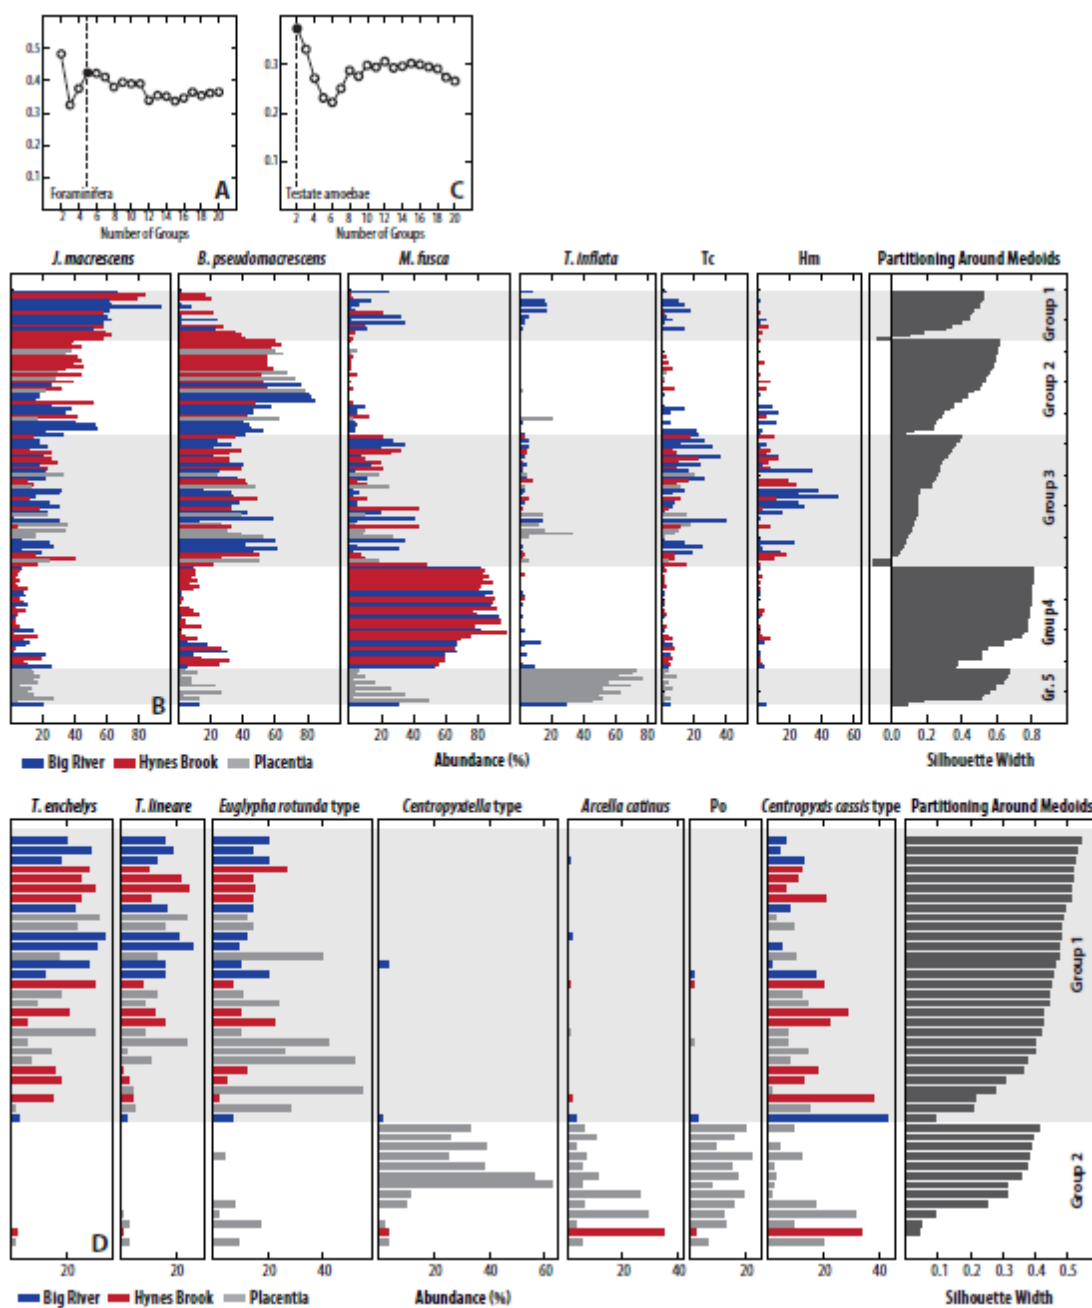 0.5
0.4
0.3
0.2
0.1
Foraminifera
A
2 4 6 8 10 12 14 16 18 20
Number of Groups
0.3
0.2
0.1
Testate amoebae
C
2 4 6 8 10 12 14 16 18 20
Number of Groups
J. macrescens B. pseudomacrescens M. fusca T. inflata Tc Hm Partitioning Around Medoids
Group 1
Group 2
Group 3
Group4
Gr. 5
B
20 40 60 80 20 40 60 80 20 40 60 80 20 40 60 80 20 40 20 40 60 0.0 0.2 0.4 0.6 0.8
Big River Hynes Brook Placentia Abundance (%) Silhouette Width
T. enchelys T. lineare Euglypha rotunda type Centropyxiella type Arcella catinus Po Centropyxis cassis type Partitioning Around Medoids
Group 1
Group 2
D
20 20 20 40 20 40 60 20 40 20 20 40 0.1 0.2 0.3 0.4 0.5
Big River Hynes Brook Placentia Abundance (%) Silhouette Width